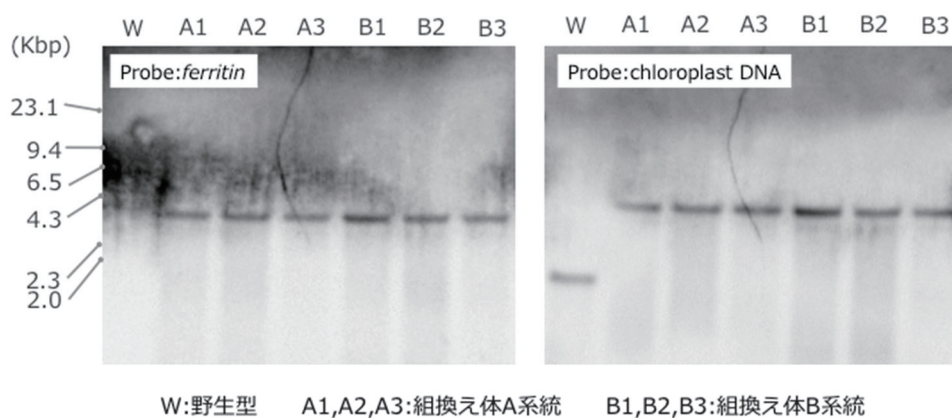 W A1 A2 A3 B1 B2 B3 W A1 A2 A3 B1 B2 B3
(Kbp)
Probe:ferritin
Probe:chloroplast DNA
23.1
9.4
6.5
4.3
2.3
2.0
W:野生型 A1,A2,A3:組換え体A系統 B1,B2,B3:組換え体B系統